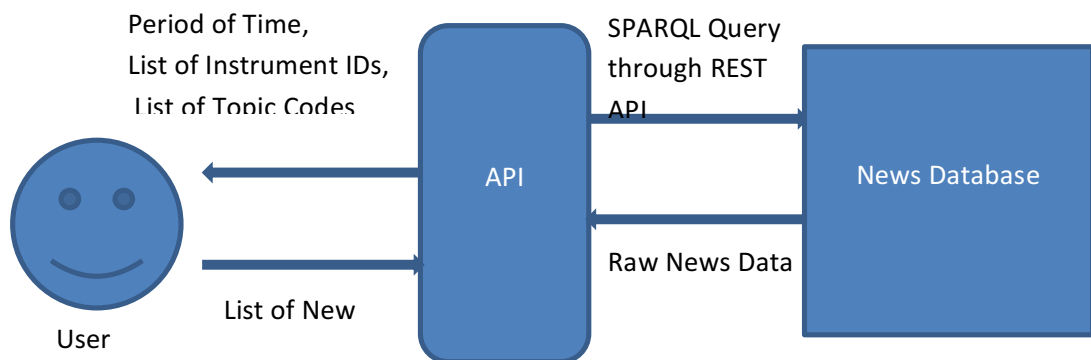 Period of Time,
List of Instrument IDs,
List of Topic Codes
SPARQL Query
through REST
API
API
News Database
Raw News Data
List of New
User